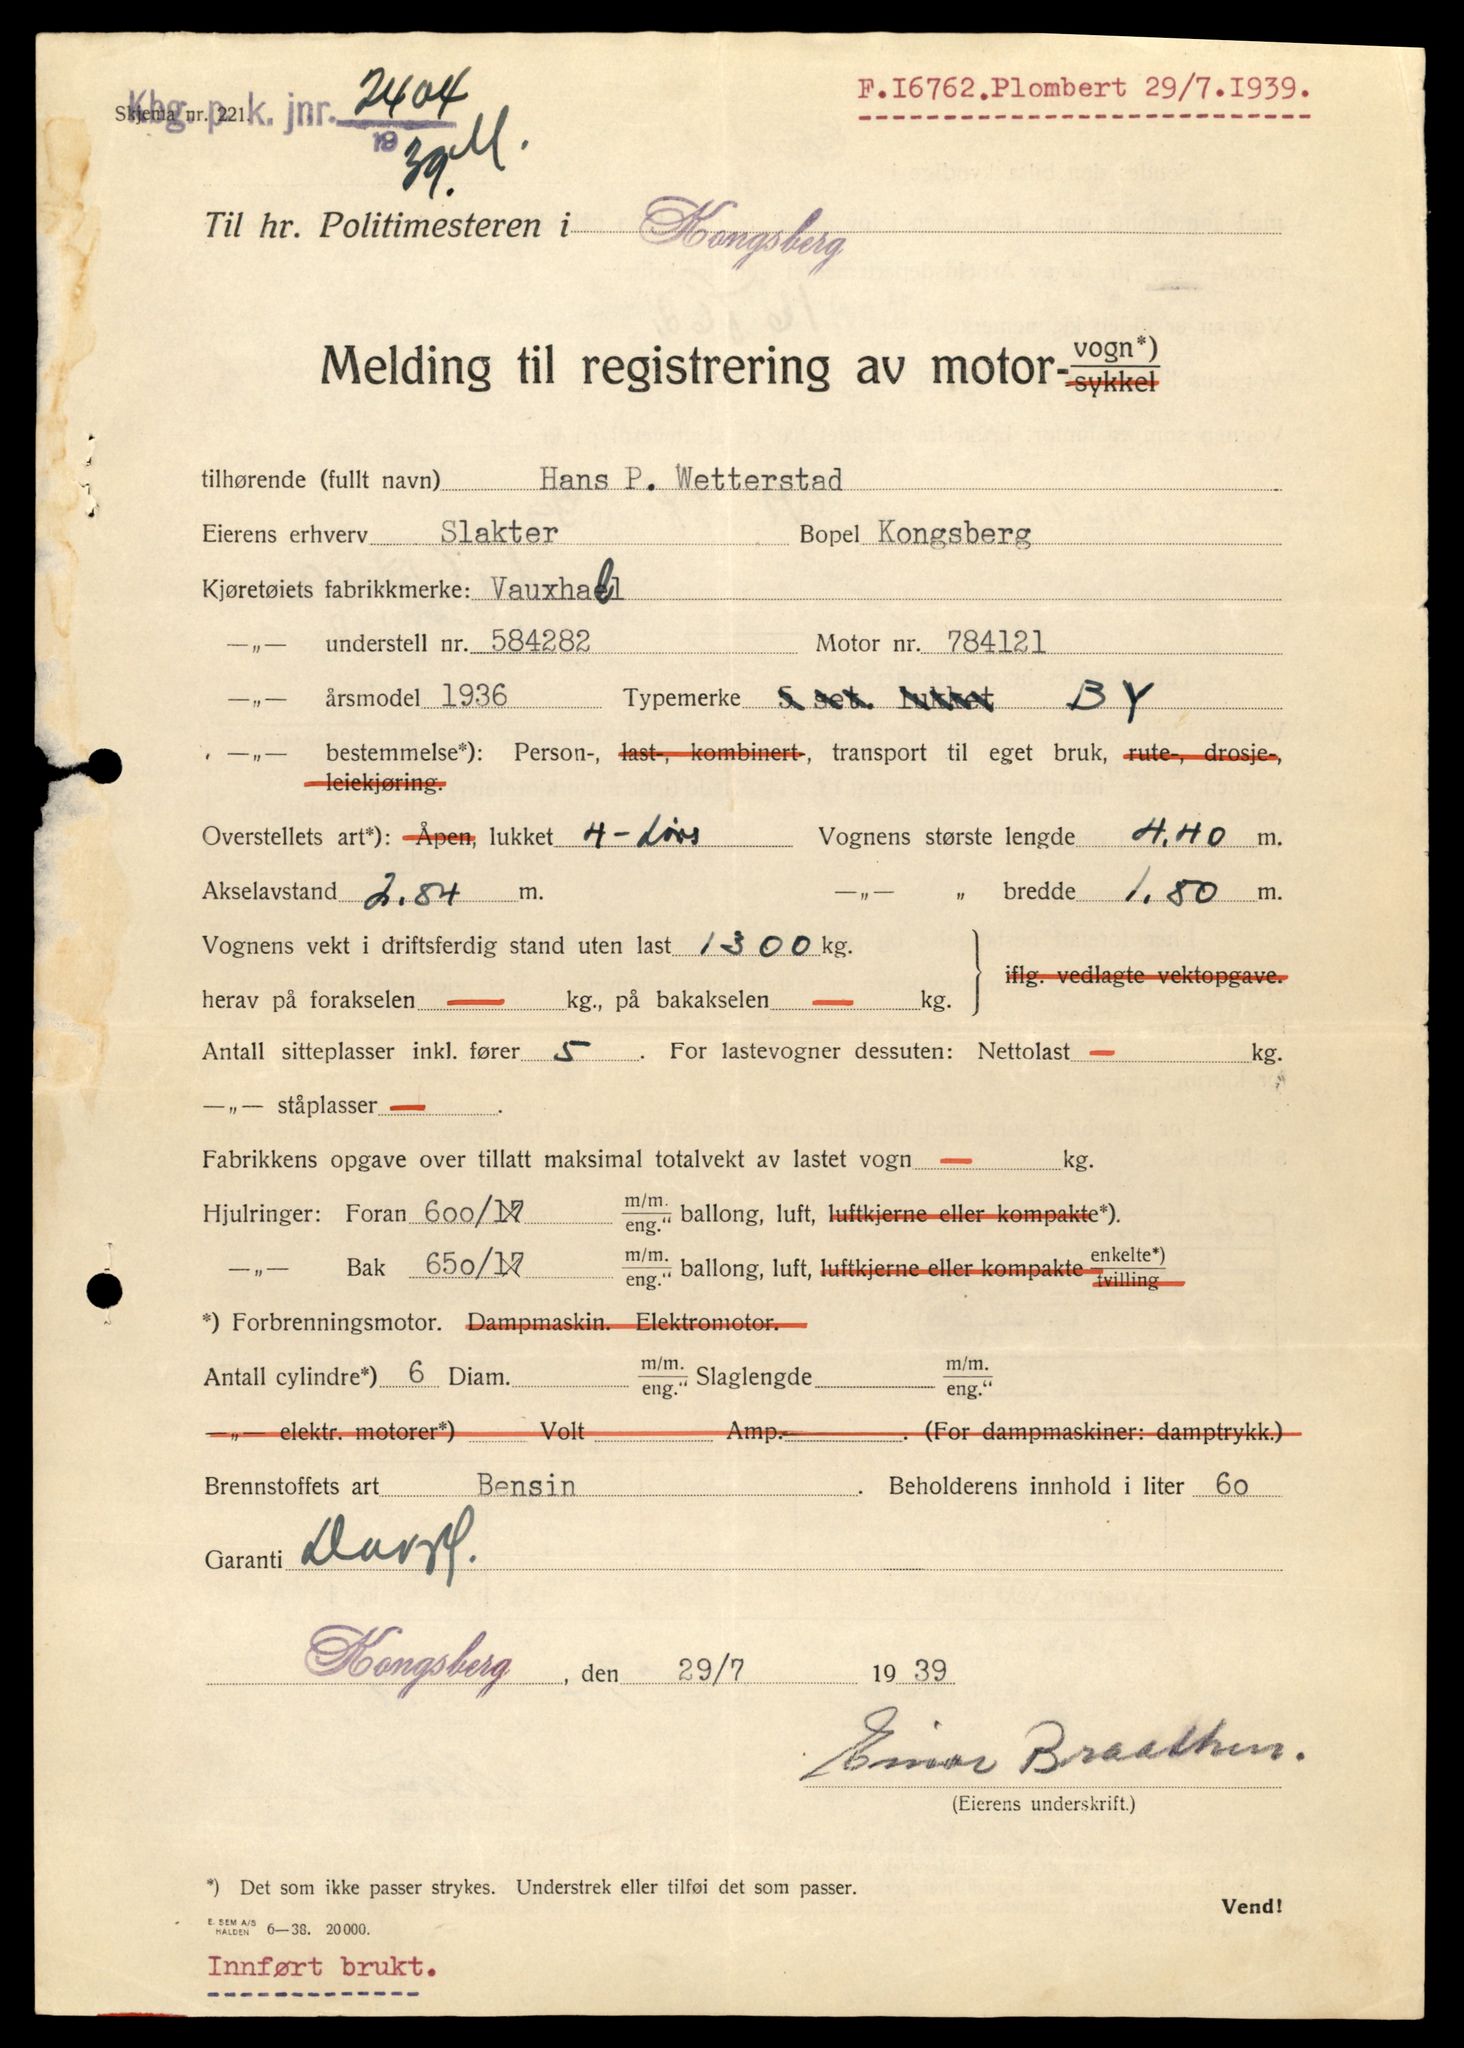 F.I6762.Plombert 29/7.I939.
Skjema nr. 221.
Kbg. p. k. jnr. 2404
19 39.
Til hr. Politimesteren i Kongsberg
Melding til registrering av motor-vogn*)
sykkel
tilhørende (fullt navn) Hans P. Wetterstad
Eierens erhverv Slakter Bopel Kongsberg
Kjøretøiets fabrikkmerke: Vauxhall
—„— understell nr. 584282 Motor nr. 784121
—„— årsmodel 1936 Typemerke 5 set. lukket BY
—„— bestemmelse*): Person-, last-, kombinert-, transport til eget bruk, rute-, drosje-,
leiekjøring.
Overstellets art*): Åpen, lukket 4-dørs Vognens største lengde 4.40 m.
Akselavstand 2.84 m. —„— „ bredde 1.80 m.
Vognens vekt i driftsferdig stand uten last 1300 kg.
iflg. vedlagte vektopgave.
herav på forakselen — kg., på bakakselen — kg.
Antall sitteplasser inkl. fører 5. For lastevogner dessuten: Nettolast — kg.
—„— ståplasser —.
Fabrikkens opgave over tillatt maksimal totalvekt av lastet vogn — kg.
Hjulringer: Foran 600/17 m/m. eng." ballong, luft, luftkjerne eller kompakte*).
—„— Bak 650/17 m/m. eng." ballong, luft, luftkjerne eller kompakte enkelte*) tvilling
*) Forbrenningsmotor. Dampmaskin. Elektromotor.
Antall cylindre*) 6 Diam. m/m. eng." Slaglengde m/m. eng."
—„— elektr. motorer*) Volt Amp. . (For dampmaskiner: damptrykk.)
Brennstoffets art Bensin . Beholderens innhold i liter 60
Garanti
Kongsberg, den 29/7 1939
Einar Braathen.
(Eierens underskrift.)
*) Det som ikke passer strykes. Understrek eller tilføi det som passer.
Vend!
E. SEM A/S
HALDEN 6—38. 20 000.
Innført brukt.